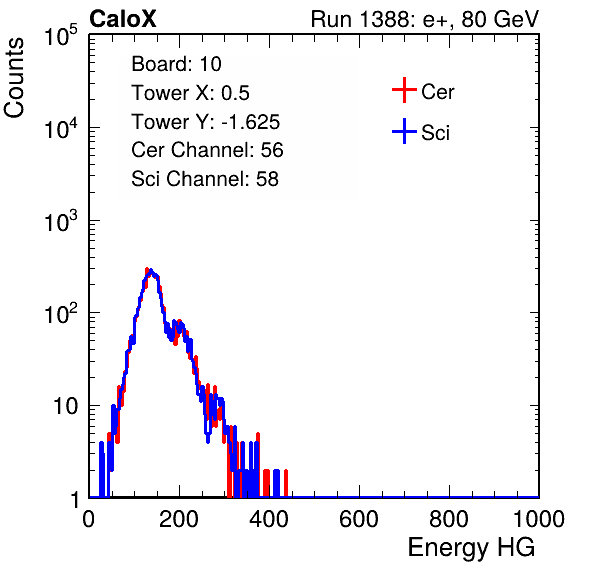 CaloX Run 1388: e+, 80 GeV
Counts
Board: 10
Tower X: 0.5
Tower Y: -1.625
Cer Channel: 56
Sci Channel: 58
Cer
Sci
10^5
10^4
10^3
10^2
10
1
0 200 400 600 800 1000
Energy HG